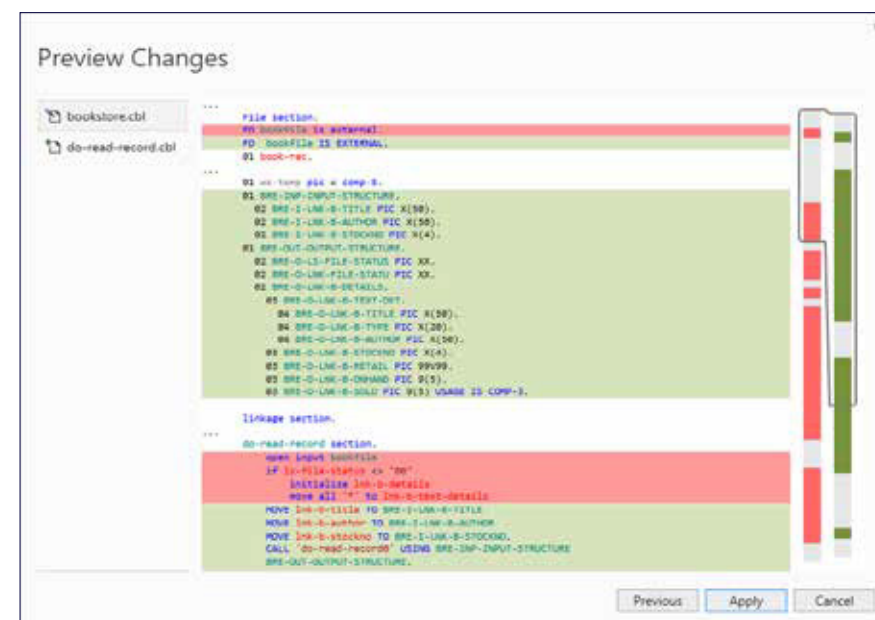 Preview Changes
bookstore.cbl
do-read-record.cbl
...
File section.
FD bookfile is external.
FD bookFile IS EXTERNAL.
01 book-rec.
...
01 ws-temp pic x comp-5.
01 BRE-INP-INPUT-STRUCTURE.
02 BRE-I-LNK-B-TITLE PIC X(50).
02 BRE-I-LNK-B-AUTHOR PIC X(50).
02 BRE-I-LNK-B-STOCKNO PIC X(4).
01 BRE-OUT-OUTPUT-STRUCTURE.
02 BRE-O-LS-FILE-STATUS PIC XX.
02 BRE-O-LNK-FILE-STATU PIC XX.
02 BRE-O-LNK-B-DETAILS.
03 BRE-O-LNK-B-TEXT-DET.
04 BRE-O-LNK-B-TITLE PIC X(50).
04 BRE-O-LNK-B-TYPE PIC X(20).
04 BRE-O-LNK-B-AUTHOR PIC X(50).
03 BRE-O-LNK-B-STOCKNO PIC X(4).
03 BRE-O-LNK-B-RETAIL PIC 99V99.
03 BRE-O-LNK-B-ONHAND PIC 9(5).
03 BRE-O-LNK-B-SOLD PIC 9(5) USAGE IS COMP-3.
linkage section.
...
do-read-record section.
open input bookfile
if ls-file-status <> "00"
initialize lnk-b-details
move all '*' to lnk-b-text-details
MOVE lnk-b-title TO BRE-I-LNK-B-TITLE
MOVE lnk-b-author TO BRE-I-LNK-B-AUTHOR
MOVE lnk-b-stockno TO BRE-I-LNK-B-STOCKNO.
CALL 'do-read-record0' USING BRE-INP-INPUT-STRUCTURE
BRE-OUT-OUTPUT-STRUCTURE.
Previous
Apply
Cancel